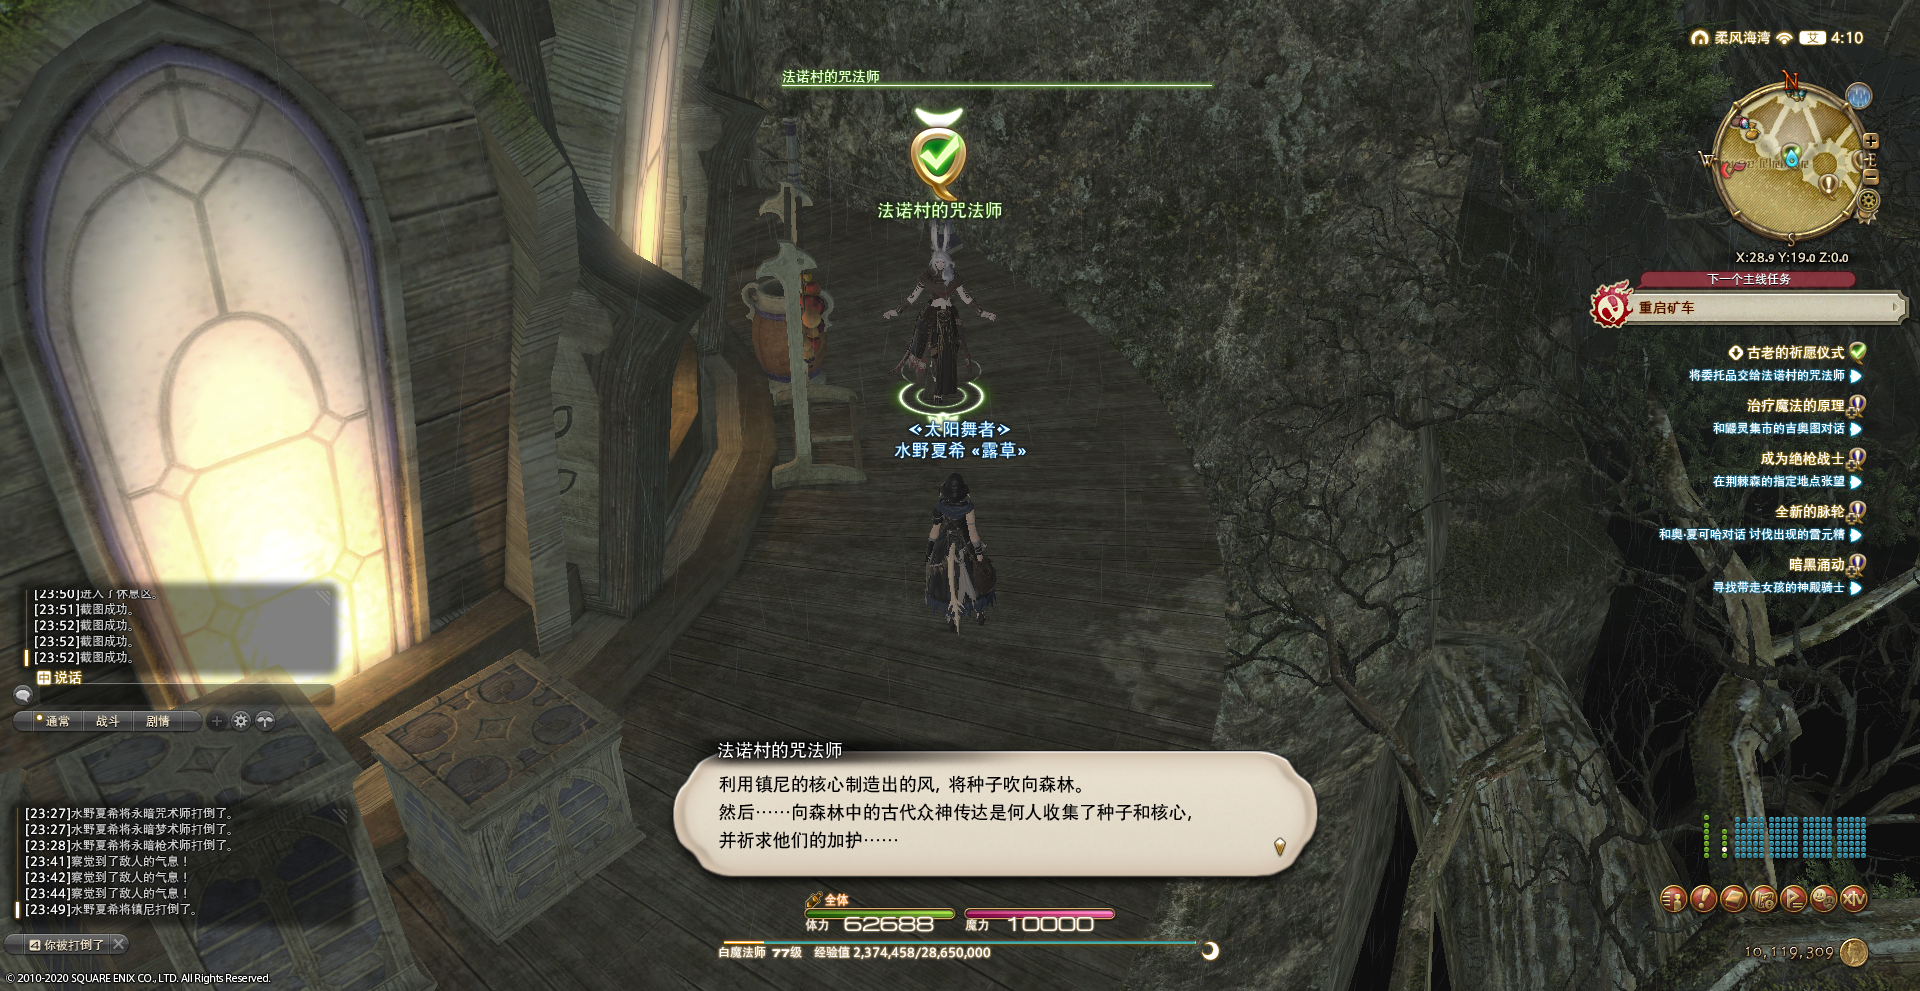 柔风海湾 艾 4:10
法诺村的咒法师
法诺村的咒法师
N
W
E
S
X:28.9 Y:19.0 Z:0.0
下一个主线任务
重启矿车
古老的祈愿仪式
将委托品交给法诺村的咒法师
治疗魔法的原理
和鼹灵集市的吉奥图对话
成为绝枪战士
在荆棘森的指定地点张望
全新的脉轮
和奥·夏可哈对话 讨伐出现的雷元精
暗黑涌动
寻找带走女孩的神殿骑士
太阳舞者
水野夏希 «露草»
[23:50]进入了休息区。
[23:51]截图成功。
[23:52]截图成功。
[23:52]截图成功。
[23:52]截图成功。
说话
通常 战斗 剧情
法诺村的咒法师
利用镇尼的核心制造出的风，将种子吹向森林。
然后……向森林中的古代众神传达是何人收集了种子和核心，
并祈求他们的加护……
[23:27]水野夏希将永暗咒术师打倒了。
[23:27]水野夏希将永暗梦术师打倒了。
[23:28]水野夏希将永暗枪术师打倒了。
[23:41]察觉到了敌人的气息！
[23:42]察觉到了敌人的气息！
[23:44]察觉到了敌人的气息！
[23:49]水野夏希将镇尼打倒了。
4 你被打倒了
全体
体力 62688 魔力 10000
白魔法师 77级 经验值 2,374,458/28,650,000
XIV
10,119,309
© 2010-2020 SQUARE ENIX CO., LTD. All Rights Reserved.